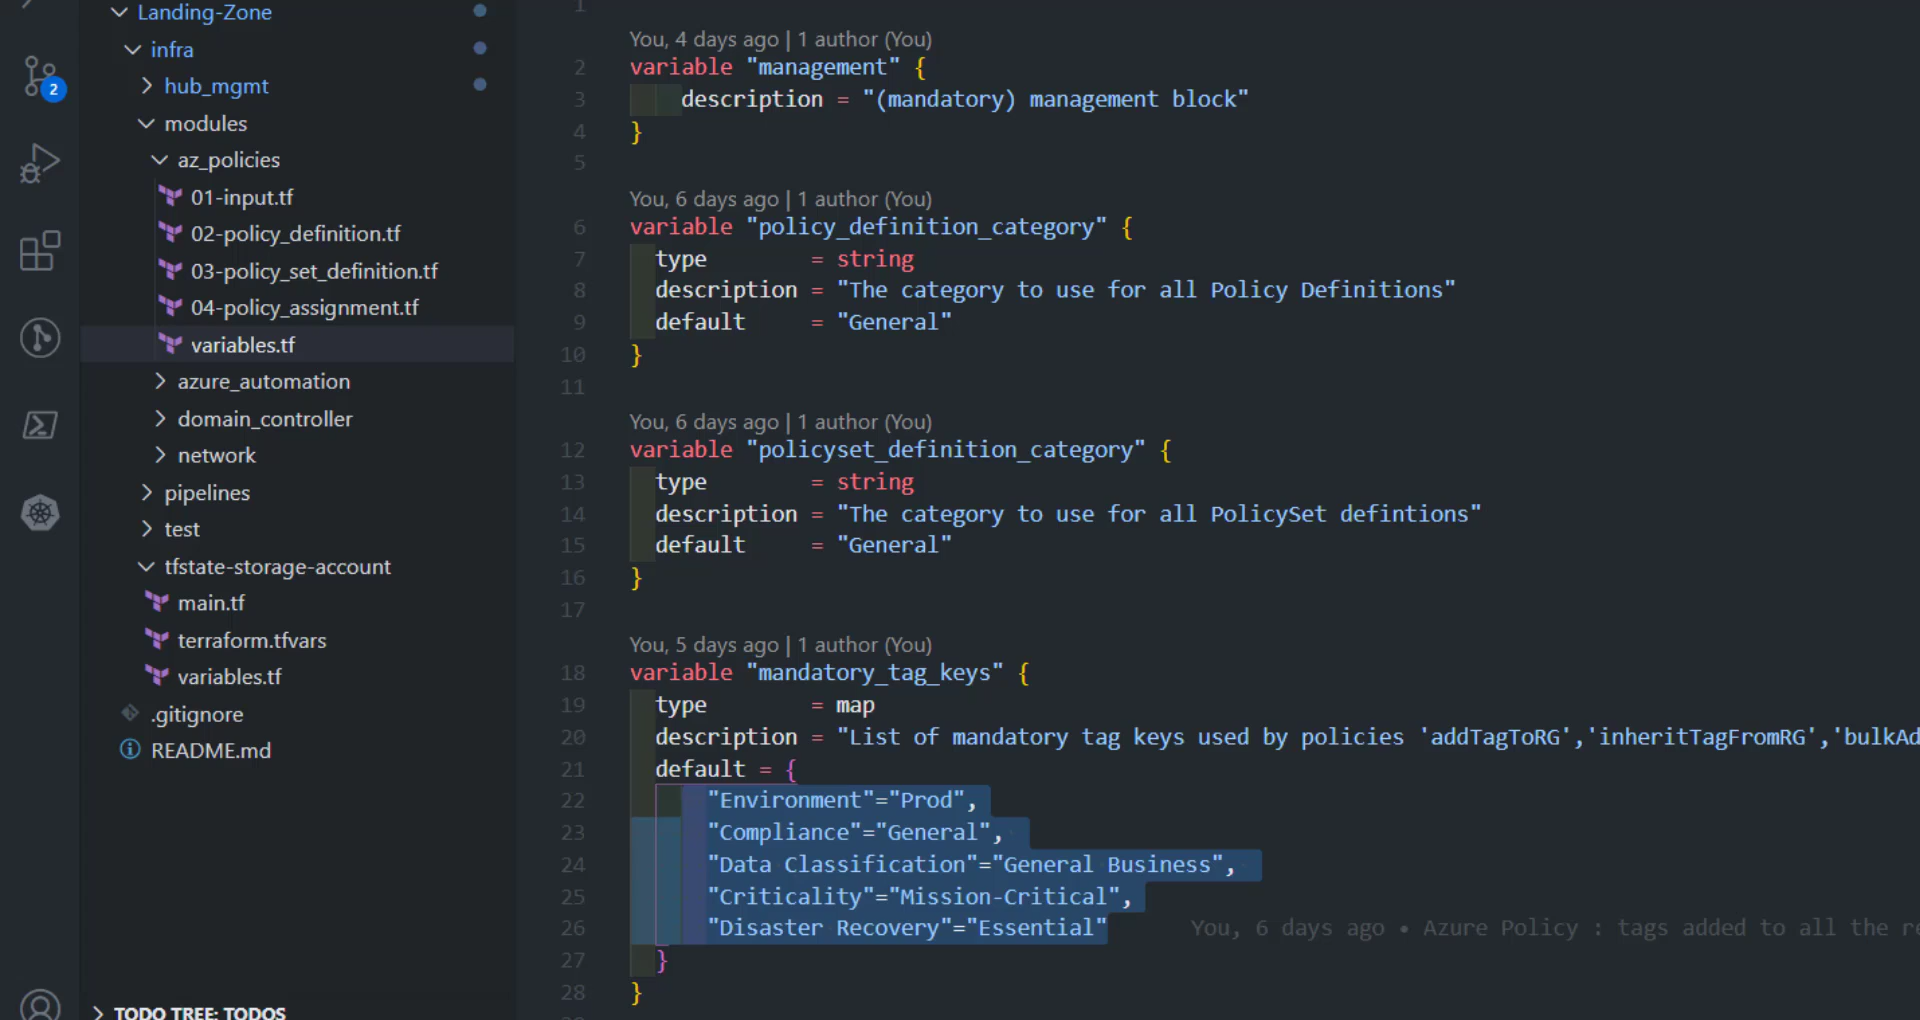 Landing-Zone
infra
hub_mgmt
modules
az_policies
01-input.tf
02-policy_definition.tf
03-policy_set_definition.tf
04-policy_assignment.tf
variables.tf
azure_automation
domain_controller
network
pipelines
test
tfstate-storage-account
main.tf
terraform.tfvars
variables.tf
.gitignore
README.md
TODO TREE: TODOS
2
1
You, 4 days ago | 1 author (You)
2 variable "management" {
3 description = "(mandatory) management block"
4 }
5
You, 6 days ago | 1 author (You)
6 variable "policy_definition_category" {
7 type = string
8 description = "The category to use for all Policy Definitions"
9 default = "General"
10 }
11
You, 6 days ago | 1 author (You)
12 variable "policyset_definition_category" {
13 type = string
14 description = "The category to use for all PolicySet defintions"
15 default = "General"
16 }
17
You, 5 days ago | 1 author (You)
18 variable "mandatory_tag_keys" {
19 type = map
20 description = "List of mandatory tag keys used by policies 'addTagToRG','inheritTagFromRG','bulkAd
21 default = {
22 "Environment"="Prod",
23 "Compliance"="General",
24 "Data Classification"="General Business",
25 "Criticality"="Mission-Critical",
26 "Disaster Recovery"="Essential" You, 6 days ago • Azure Policy : tags added to all the re
27 }
28 }